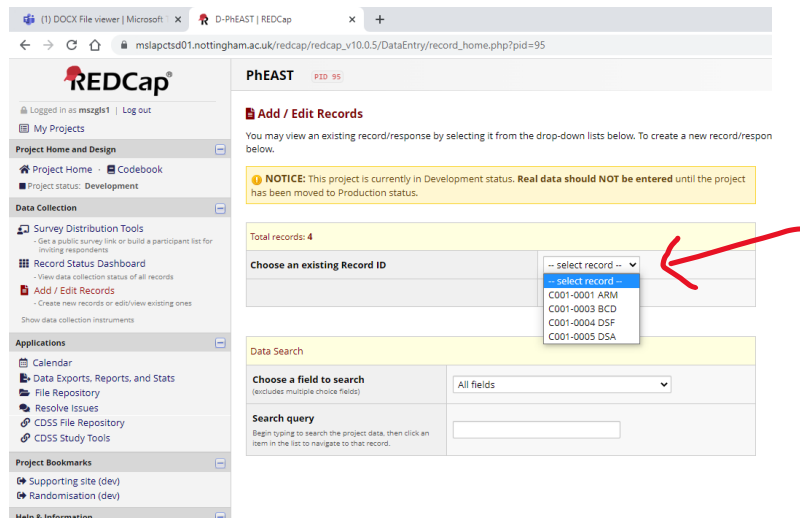 (1) DOCX File viewer | Microsoft T
D-PhEAST | REDCap
mslapctsd01.nottingham.ac.uk/redcap/redcap_v10.0.5/DataEntry/record_home.php?pid=95
REDCap®
Logged in as mszgls1 | Log out
My Projects
Project Home and Design
Project Home · Codebook
Project status: Development
Data Collection
Survey Distribution Tools
- Get a public survey link or build a participant list for
inviting respondents
Record Status Dashboard
- View data collection status of all records
Add / Edit Records
- Create new records or edit/view existing ones
Show data collection instruments
Applications
Calendar
Data Exports, Reports, and Stats
File Repository
Resolve Issues
CDSS File Repository
CDSS Study Tools
Project Bookmarks
Supporting site (dev)
Randomisation (dev)
Help & Information
PhEAST PID 95
Add / Edit Records
You may view an existing record/response by selecting it from the drop-down lists below. To create a new record/respon
below.
NOTICE: This project is currently in Development status. Real data should NOT be entered until the project
has been moved to Production status.
Total records: 4
Choose an existing Record ID
-- select record --
-- select record --
C001-0001 ARM
C001-0003 BCD
C001-0004 DSF
C001-0005 DSA
Data Search
Choose a field to search
(excludes multiple choice fields)
All fields
Search query
Begin typing to search the project data, then click an
item in the list to navigate to that record.